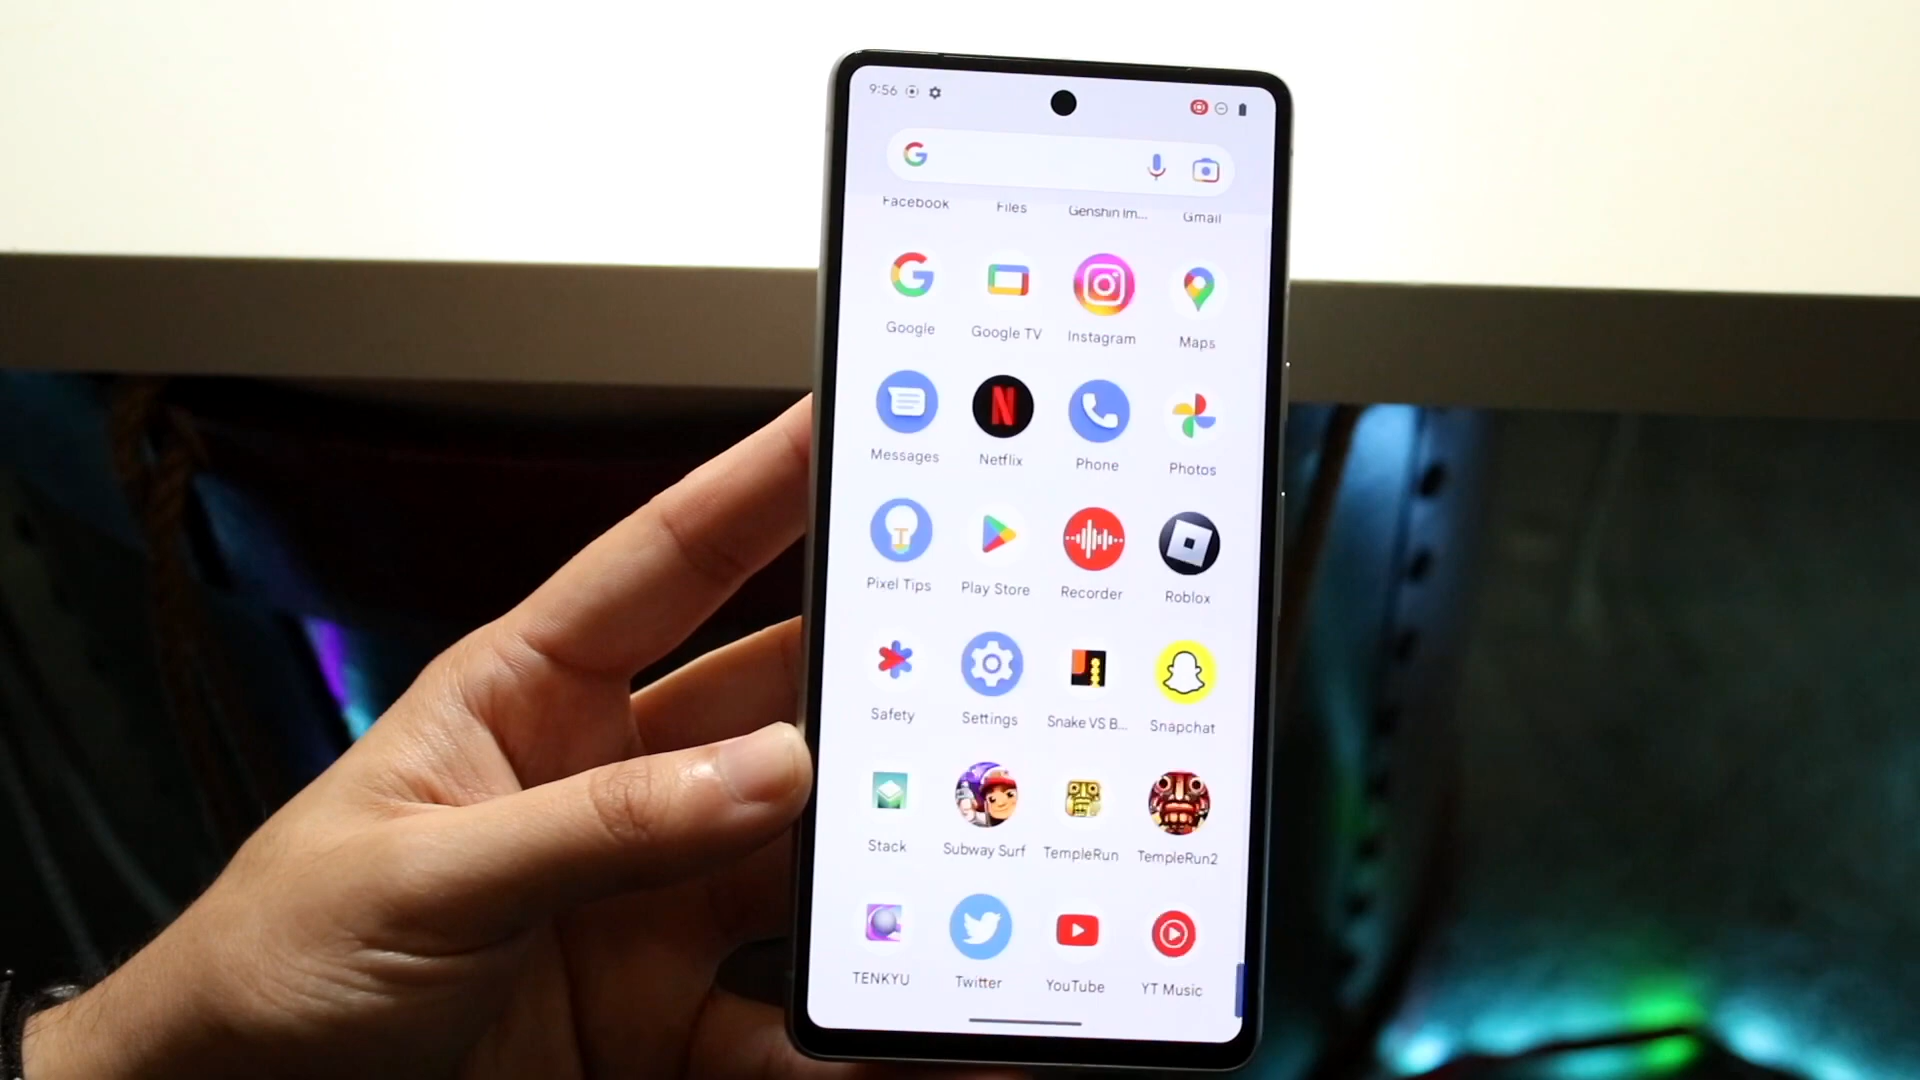 9:56
Facebook Files Genshin Im... Gmail
Google Google TV Instagram Maps
Messages Netflix Phone Photos
Pixel Tips Play Store Recorder Roblox
Safety Settings Snake VS B... Snapchat
Stack Subway Surf TempleRun TempleRun2
TENKYU Twitter YouTube YT Music